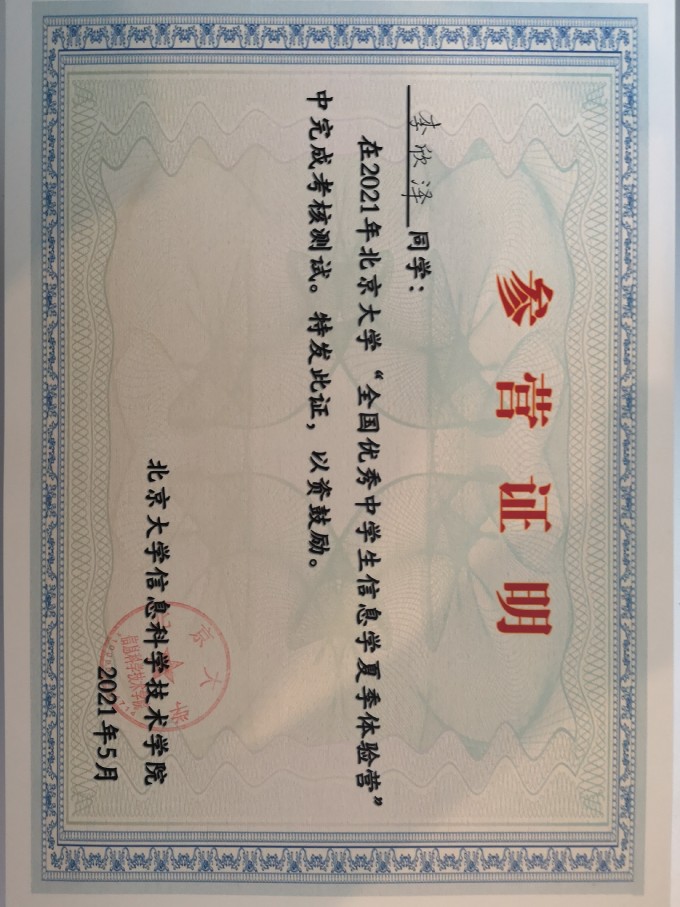 参营证明
李欣泽 同学：
在2021年北京大学“全国优秀中学生信息学夏季体验营”
中完成考核测试。特发此证，以资鼓励。
北京大学信息科学技术学院
2021年5月